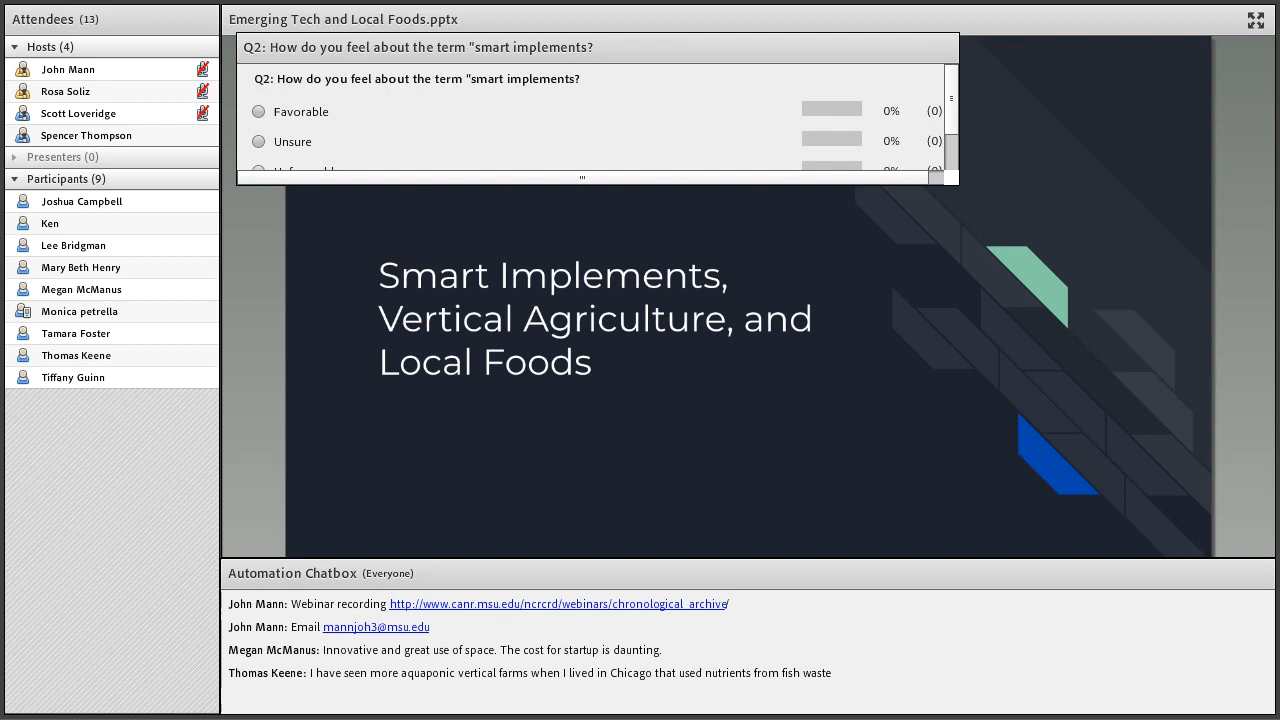 Attendees (13)
Hosts (4)
John Mann
Rosa Soliz
Scott Loveridge
Spencer Thompson
Presenters (0)
Participants (9)
Joshua Campbell
Ken
Lee Bridgman
Mary Beth Henry
Megan McManus
Monica petrella
Tamara Foster
Thomas Keene
Tiffany Guinn
Emerging Tech and Local Foods.pptx
Q2: How do you feel about the term "smart implements?
Q2: How do you feel about the term "smart implements?
Favorable 0% (0)
Unsure 0% (0)
Smart Implements,
Vertical Agriculture, and
Local Foods
Automation Chatbox (Everyone)
John Mann: Webinar recording http://www.canr.msu.edu/ncrcrd/webinars/chronological_archive/
John Mann: Email mannjoh3@msu.edu
Megan McManus: Innovative and great use of space. The cost for startup is daunting.
Thomas Keene: I have seen more aquaponic vertical farms when I lived in Chicago that used nutrients from fish waste